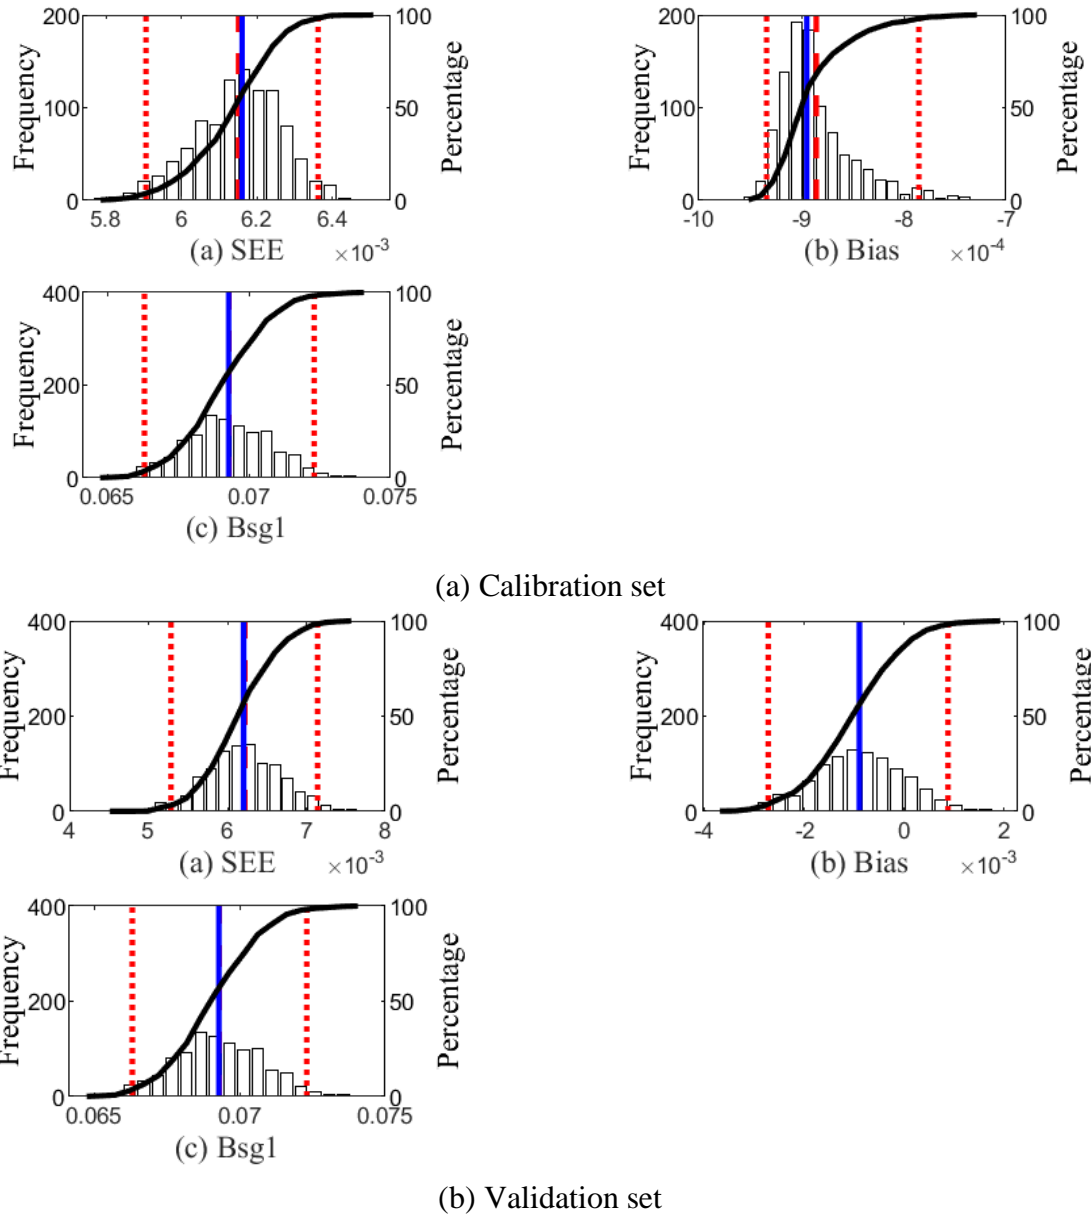 200
100
0
Frequency
100
50
0
Percentage
5.8 6 6.2 6.4
(a) SEE ×10-3
200
100
0
Frequency
100
50
0
Percentage
-10 -9 -8 -7
(b) Bias ×10-4
400
200
0
Frequency
100
50
0
Percentage
0.065 0.07 0.075
(c) Bsg1
(a) Calibration set
400
200
0
Frequency
100
50
0
Percentage
4 5 6 7 8
(a) SEE ×10-3
400
200
0
Frequency
100
50
0
Percentage
-4 -2 0 2
(b) Bias ×10-3
400
200
0
Frequency
100
50
0
Percentage
0.065 0.07 0.075
(c) Bsg1
(b) Validation set